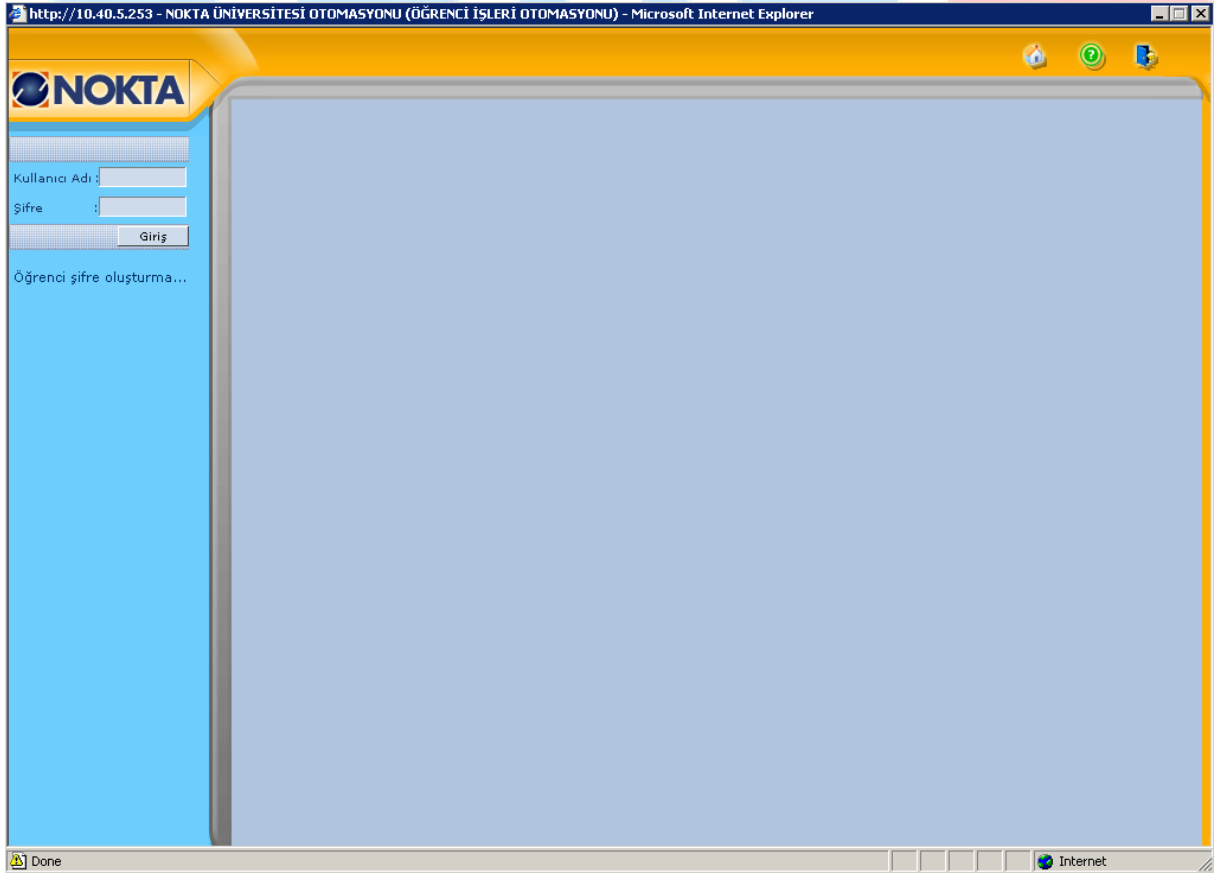 http://10.40.5.253 - NOKTA ÜNİVERSİTESİ OTOMASYONU (ÖĞRENCİ İŞLERİ OTOMASYONU) - Microsoft Internet Explorer
NOKTA
Kullanıcı Adı :
Şifre :
Giriş
Öğrenci şifre oluşturma...
Done
Internet